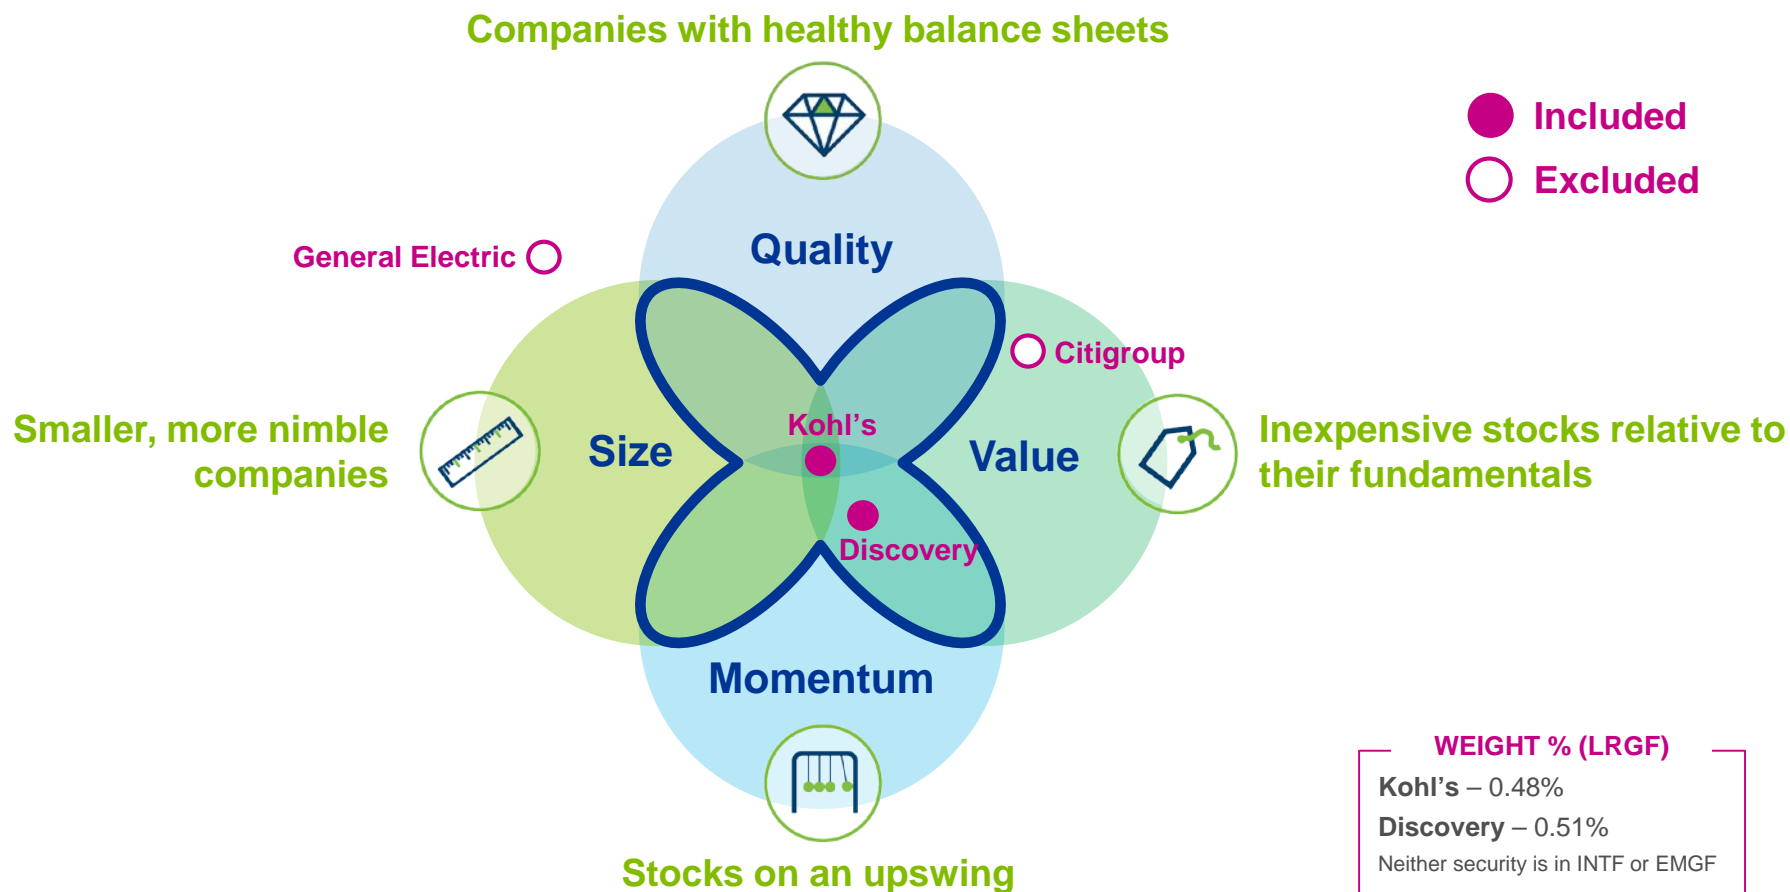 Companies with healthy balance sheets
Included
Excluded
Quality
General Electric
Citigroup
Smaller, more nimble
companies
Size
Kohl's
Value
Inexpensive stocks relative to
their fundamentals
Discovery
Momentum
Stocks on an upswing
WEIGHT % (LRGF)
Kohl's – 0.48%
Discovery – 0.51%
Neither security is in INTF or EMGF